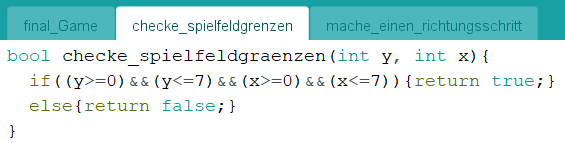 final_Game checke_spielfeldgrenzen mache_einen_richtungsschritt
bool checke_spielfeldgraenzen(int y, int x){
if((y>=0)&&(y<=7)&&(x>=0)&&(x<=7)){return true;}
else{return false;}
}